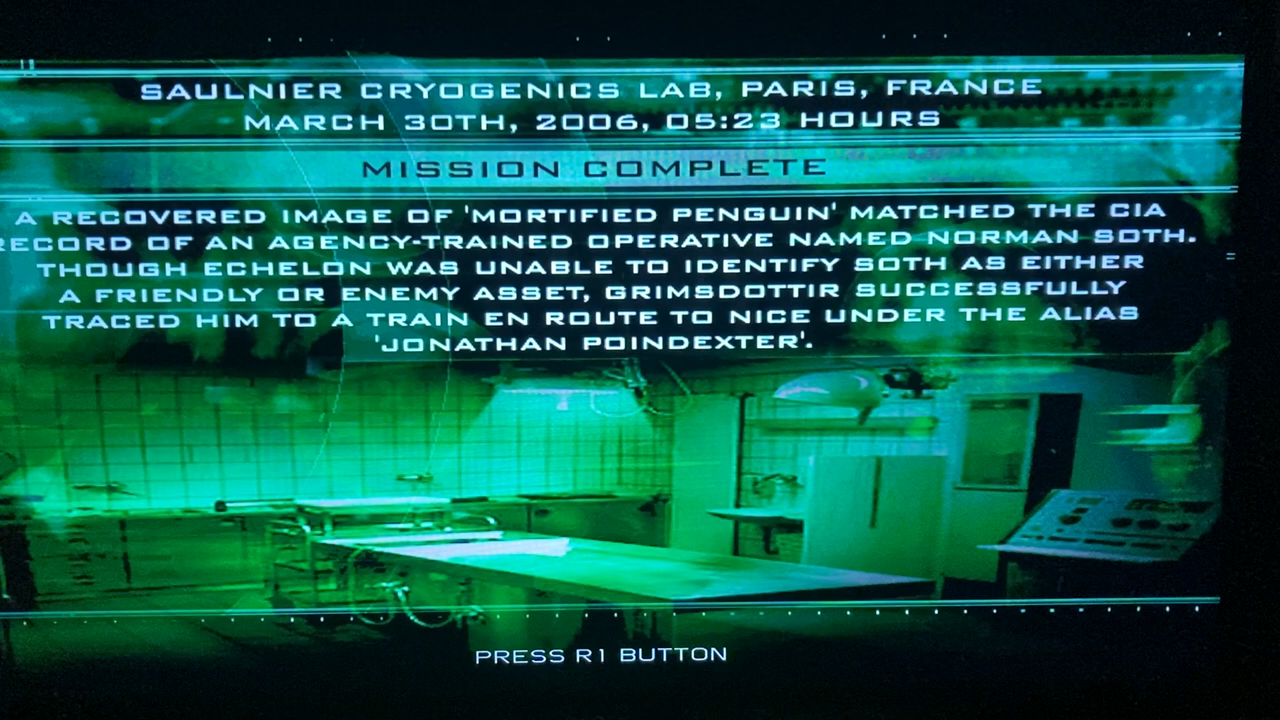 SAULNIER CRYOGENICS LAB, PARIS, FRANCE
MARCH 30TH, 2006, 05:23 HOURS
MISSION COMPLETE
A RECOVERED IMAGE OF 'MORTIFIED PENGUIN' MATCHED THE CIA
RECORD OF AN AGENCY-TRAINED OPERATIVE NAMED NORMAN SOTH.
THOUGH ECHELON WAS UNABLE TO IDENTIFY SOTH AS EITHER
A FRIENDLY OR ENEMY ASSET, GRIMSDOTTIR SUCCESSFULLY
TRACED HIM TO A TRAIN EN ROUTE TO NICE UNDER THE ALIAS
'JONATHAN POINDEXTER'.
PRESS R1 BUTTON